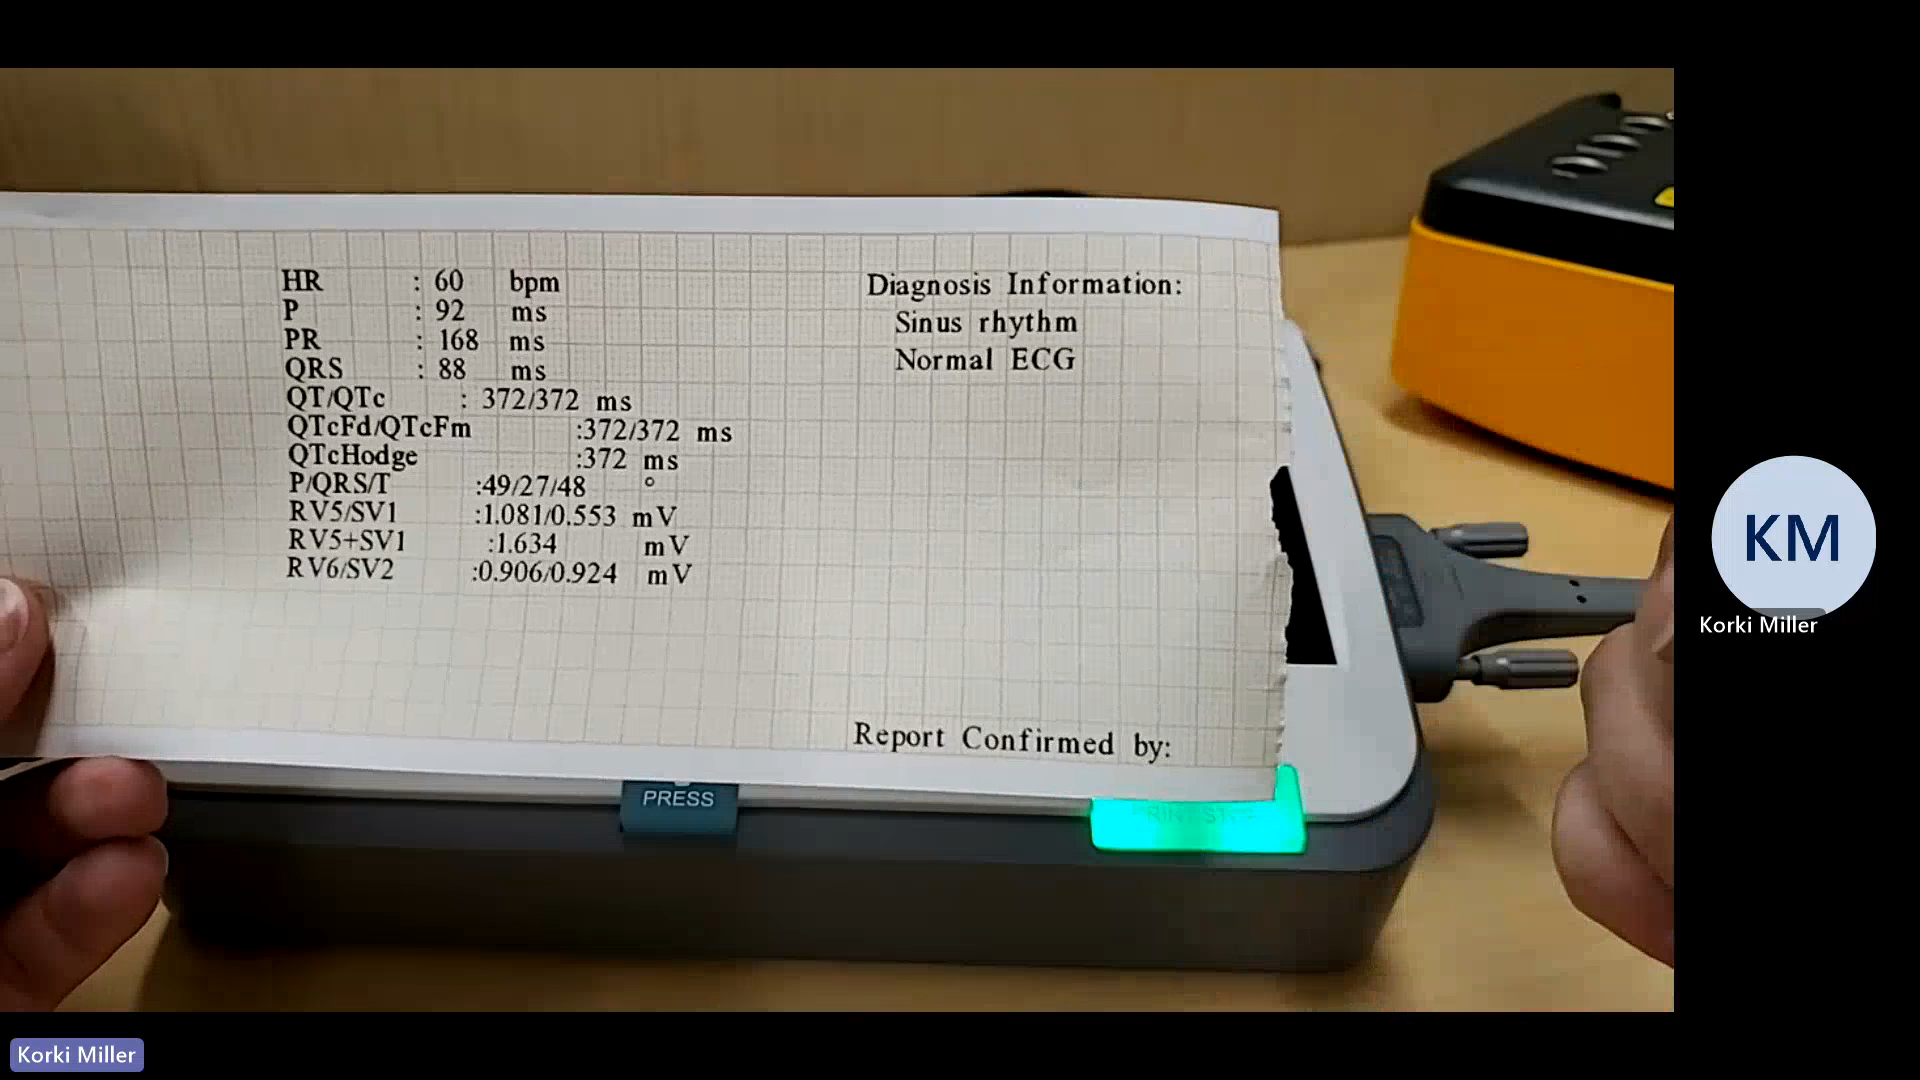 HR : 60 bpm
P : 92 ms
PR : 168 ms
QRS : 88 ms
QT/QTc : 372/372 ms
QTcFd/QTcFm :372/372 ms
QTcHodge :372 ms
P/QRS/T :49/27/48 °
RV5/SV1 :1.081/0.553 mV
RV5+SV1 :1.634 mV
RV6/SV2 :0.906/0.924 mV
Diagnosis Information:
Sinus rhythm
Normal ECG
Report Confirmed by:
PRESS
KM
Korki Miller
Korki Miller